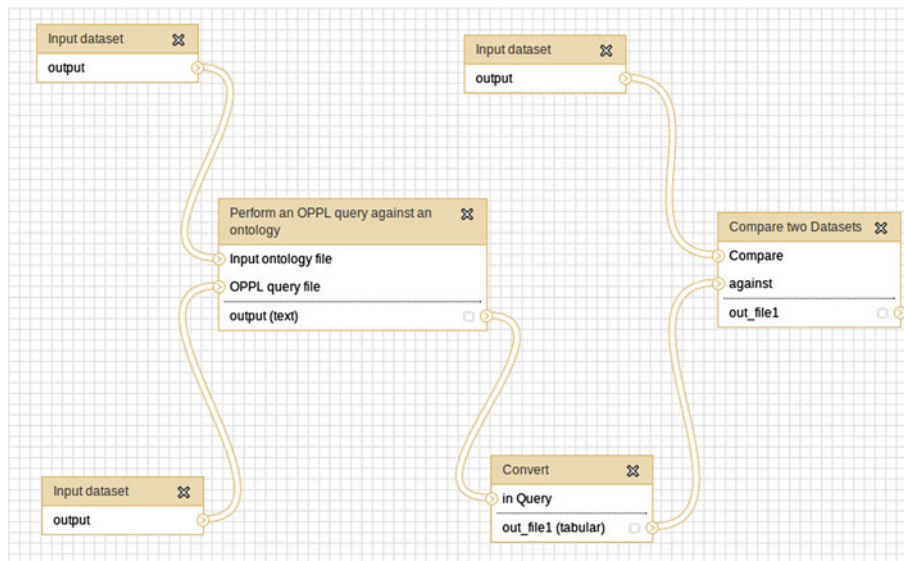 Input dataset
output
Input dataset
output
Perform an OPPL query against an
ontology
Input ontology file
OPPL query file
output (text)
Compare two Datasets
Compare
against
out_file1
Input dataset
output
Convert
in Query
out_file1 (tabular)